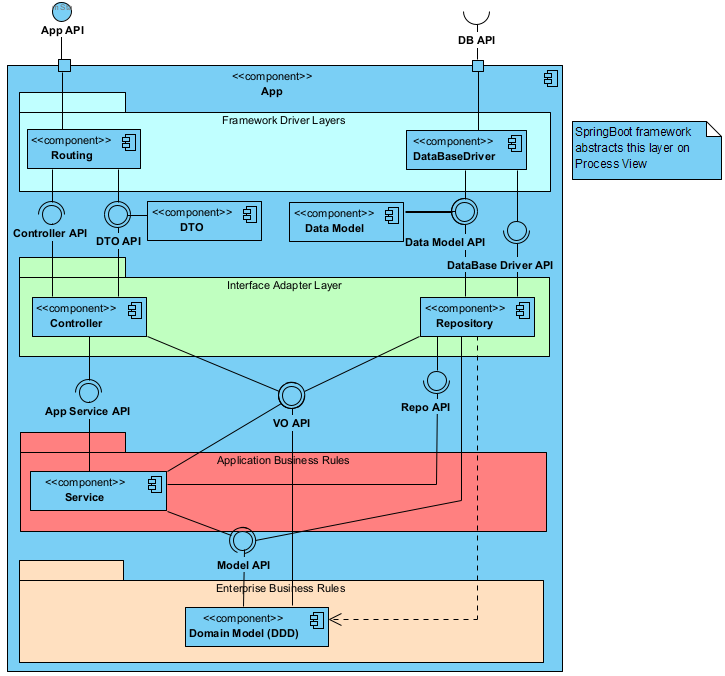 App API
DB API
<<component>>
App
Framework Driver Layers
<<component>>
Routing
<<component>>
DataBaseDriver
SpringBoot framework
abstracts this layer on
Process View
Controller API
DTO API
<<component>>
DTO
<<component>>
Data Model
Data Model API
DataBase Driver API
Interface Adapter Layer
<<component>>
Controller
<<component>>
Repository
App Service API
VO API
Repo API
Application Business Rules
<<component>>
Service
Model API
Enterprise Business Rules
<<component>>
Domain Model (DDD)